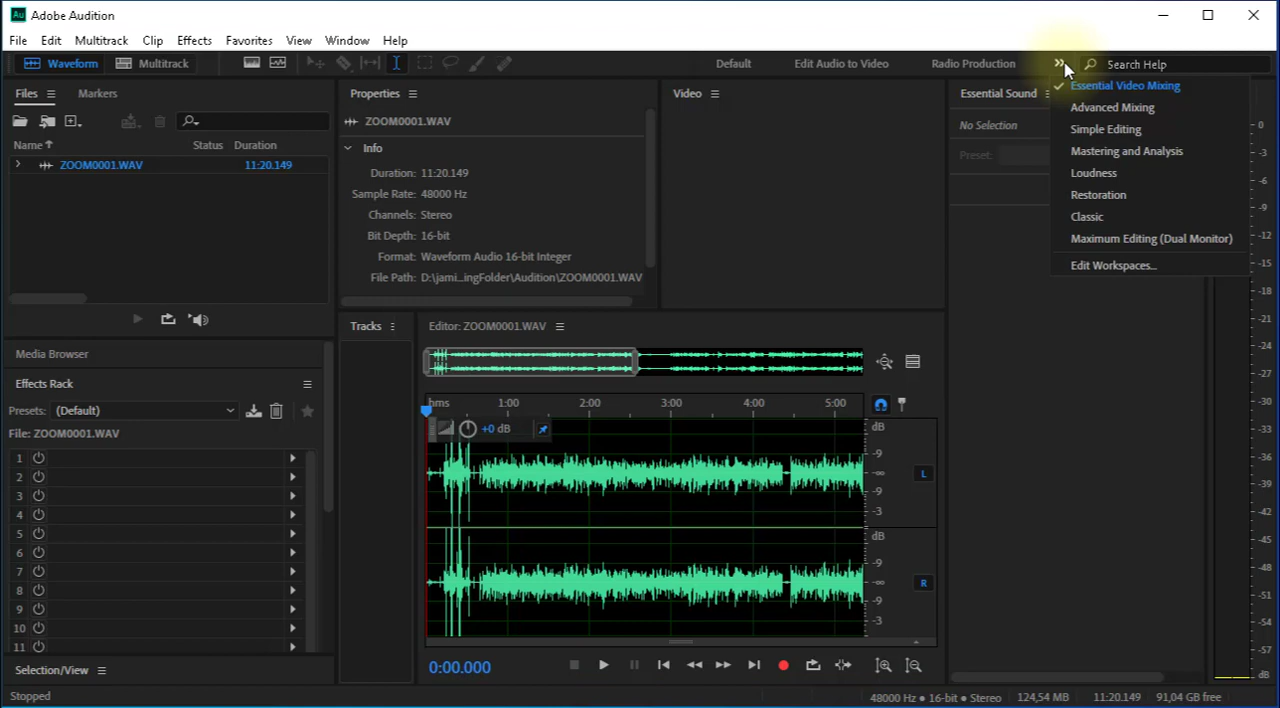 Au Adobe Audition
File Edit Multitrack Clip Effects Favorites View Window Help
Waveform Multitrack Default Edit Audio to Video Radio Production Search Help
Files Markers
Name Status Duration
ZOOM0001.WAV 11:20.149
Properties
ZOOM0001.WAV
Info
Duration: 11:20.149
Sample Rate: 48000 Hz
Channels: Stereo
Bit Depth: 16-bit
Format: Waveform Audio 16-bit Integer
File Path: D:\jami...ingFolder\Audition\ZOOM0001.WAV
Video
Essential Sound
No Selection
Preset:
Essential Video Mixing
Advanced Mixing
Simple Editing
Mastering and Analysis
Loudness
Restoration
Classic
Maximum Editing (Dual Monitor)
Edit Workspaces...
Media Browser
Effects Rack
Presets: (Default)
File: ZOOM0001.WAV
1
2
3
4
5
6
7
8
9
10
11
Selection/View
Tracks
Editor: ZOOM0001.WAV
hms 1:00 2:00 3:00 4:00 5:00
+0 dB
dB
-9
-∞
-9
-3
L
dB
-9
-∞
-9
-3
R
0:00.000
0
-3
-6
-9
-12
-15
-18
-21
-24
-27
-30
-33
-36
-39
-42
-45
-48
-51
-54
-57
dB
Stopped
48000 Hz • 16-bit • Stereo 124,54 MB 11:20.149 91,04 GB free